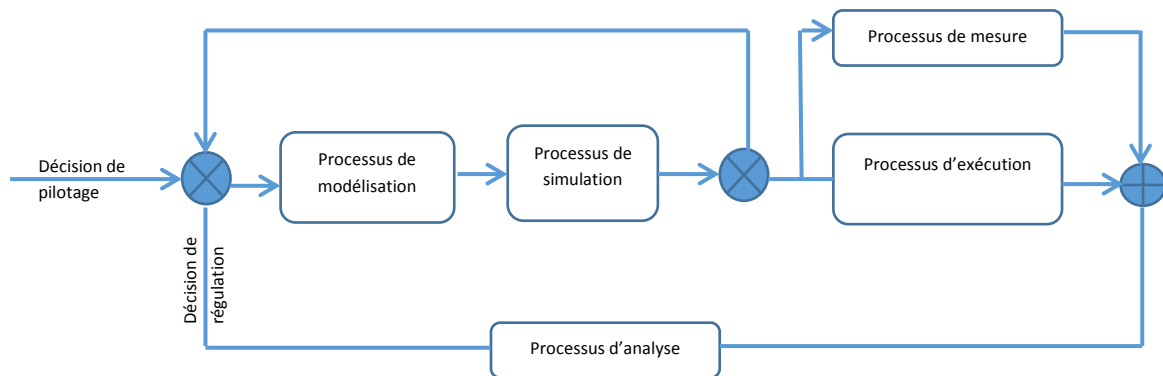 Processus de mesure
Décision de
pilotage
Processus de
modélisation
Processus de
simulation
Processus d’exécution
Décision de
régulation
Processus d’analyse